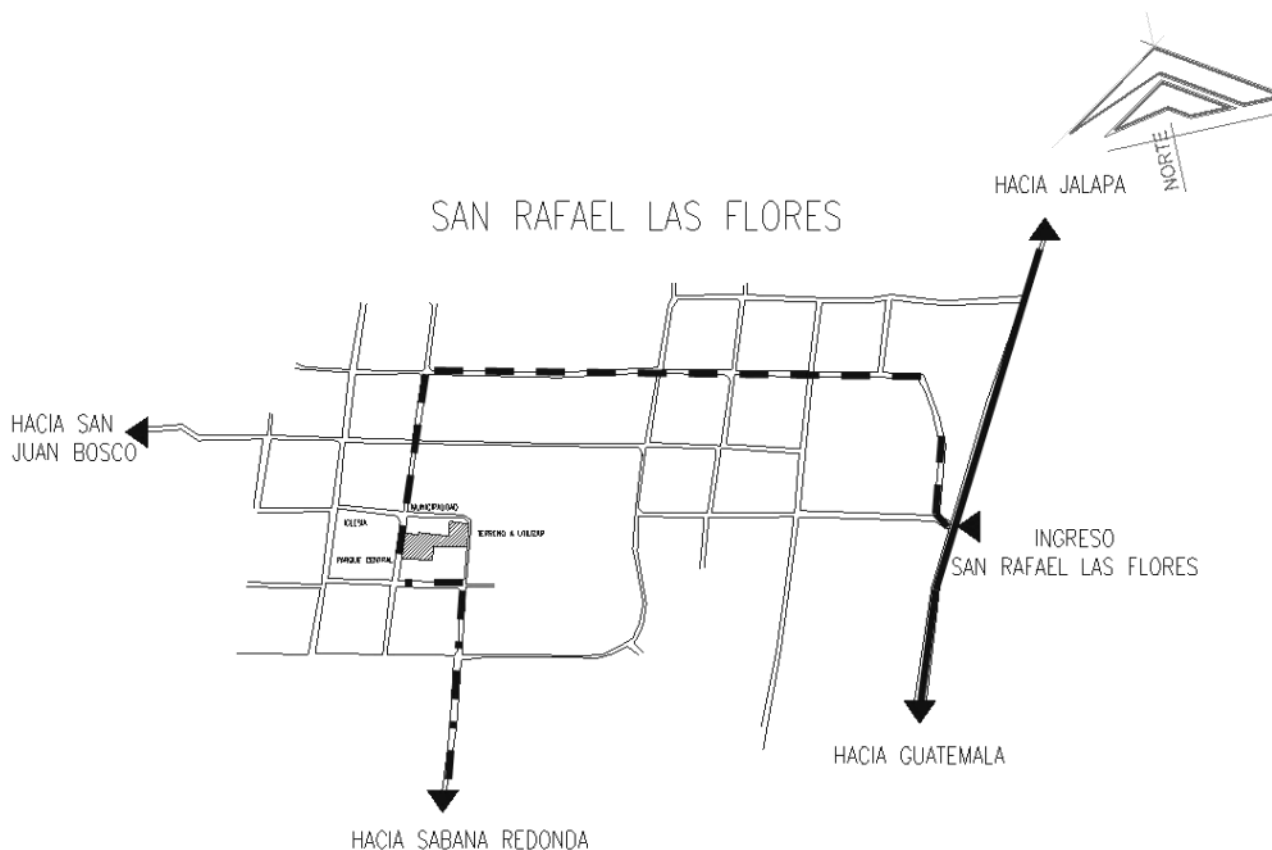 NORTE
HACIA JALAPA
SAN RAFAEL LAS FLORES
HACIA SAN
JUAN BOSCO
MUNICIPALIDAD
IGLESIA
TERRENO A UTILIZAR
PARQUE CENTRAL
INGRESO
SAN RAFAEL LAS FLORES
HACIA GUATEMALA
HACIA SABANA REDONDA